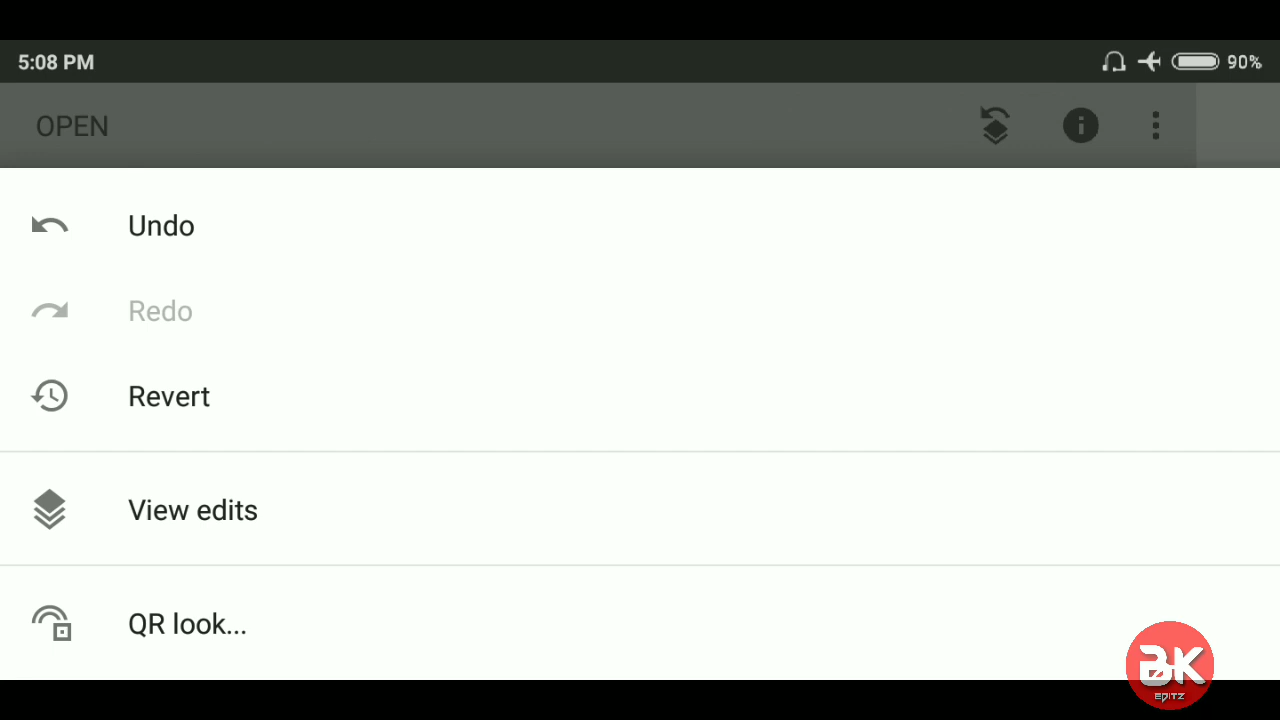 5:08 PM
90%
OPEN
Undo
Redo
Revert
View edits
QR look...
BK
EDITZ